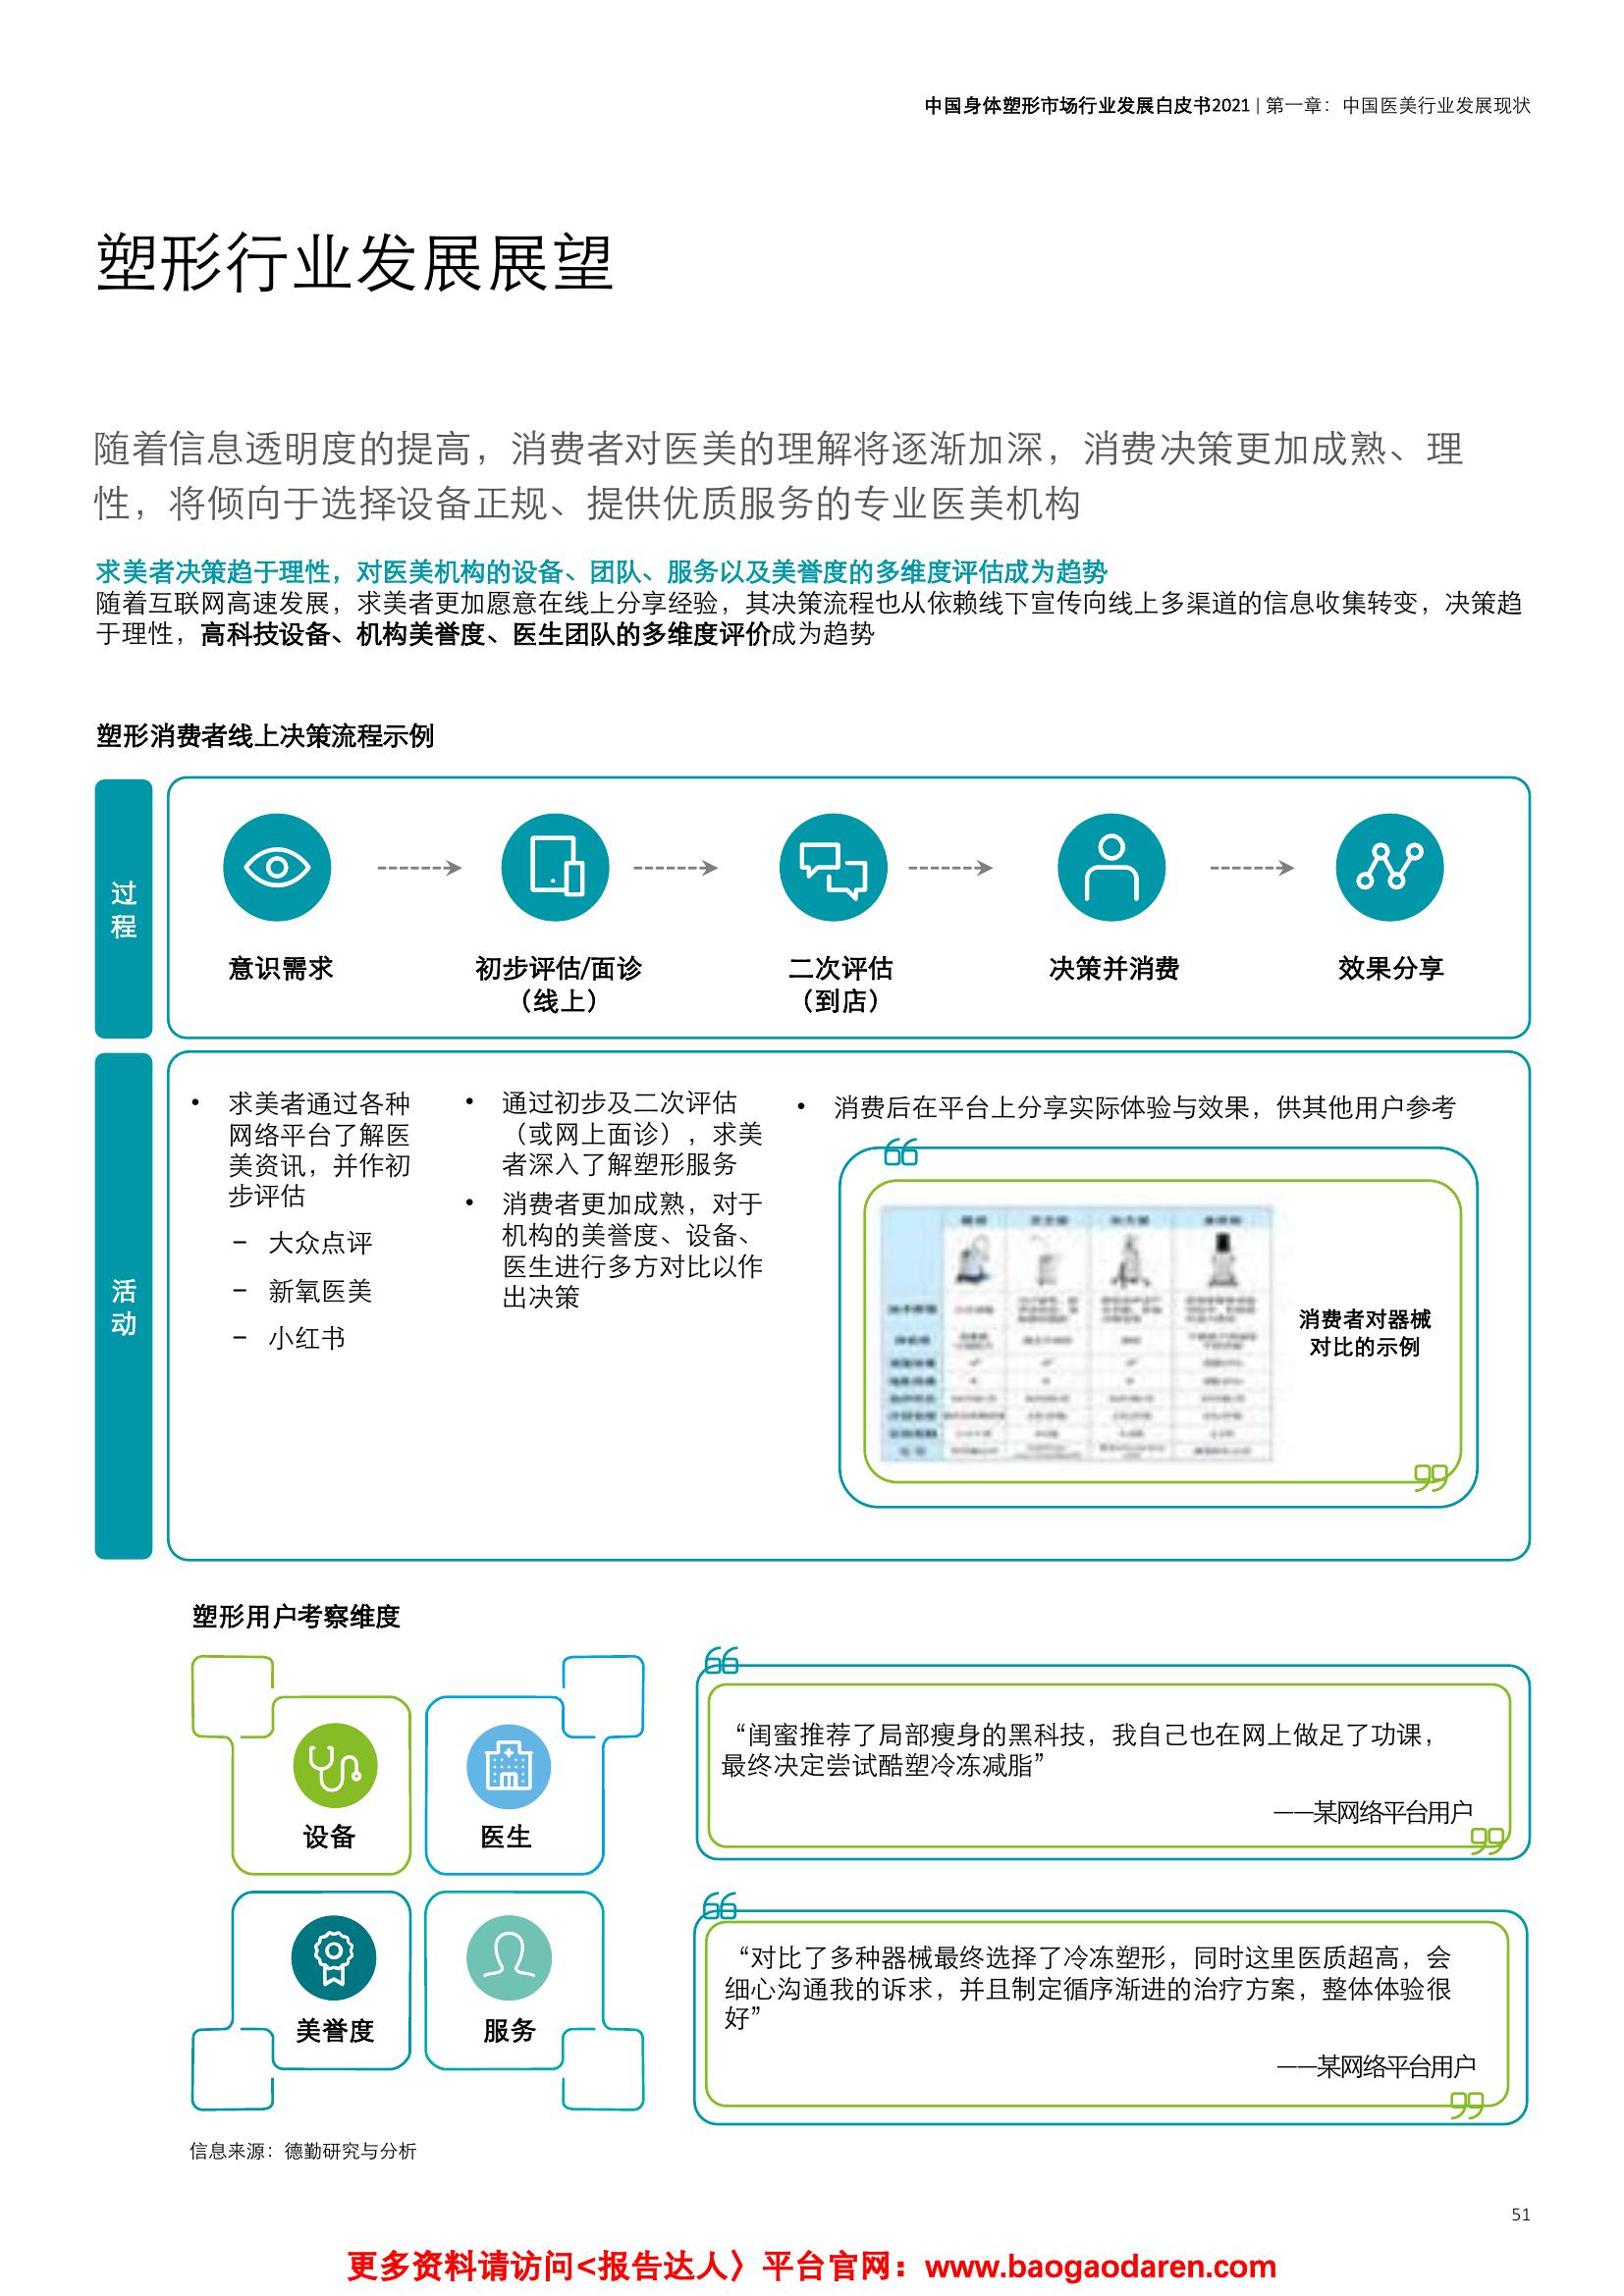 中国身体塑形市场行业发展白皮书2021 | 第一章：中国医美行业发展现状
塑形行业发展展望
随着信息透明度的提高，消费者对医美的理解将逐渐加深，消费决策更加成熟、理
性，将倾向于选择设备正规、提供优质服务的专业医美机构
求美者决策趋于理性，对医美机构的设备、团队、服务以及美誉度的多维度评估成为趋势
随着互联网高速发展，求美者更加愿意在线上分享经验，其决策流程也从依赖线下宣传向线上多渠道的信息收集转变，决策趋
于理性，高科技设备、机构美誉度、医生团队的多维度评价成为趋势
塑形消费者线上决策流程示例
过
程
意识需求
初步评估/面诊
（线上）
二次评估
（到店）
决策并消费
效果分享
活
动
• 求美者通过各种
网络平台了解医
美资讯，并作初
步评估
– 大众点评
– 新氧医美
– 小红书
• 通过初步及二次评估
（或网上面诊），求美
者深入了解塑形服务
• 消费者更加成熟，对于
机构的美誉度、设备、
医生进行多方对比以作
出决策
• 消费后在平台上分享实际体验与效果，供其他用户参考
消费者对器械
对比的示例
塑形用户考察维度
设备
医生
美誉度
服务
“闺蜜推荐了局部瘦身的黑科技，我自己也在网上做足了功课，
最终决定尝试酷塑冷冻减脂”
——某网络平台用户
“对比了多种器械最终选择了冷冻塑形，同时这里医质超高，会
细心沟通我的诉求，并且制定循序渐进的治疗方案，整体体验很
好”
——某网络平台用户
信息来源：德勤研究与分析
51
更多资料请访问<报告达人〉平台官网：www.baogaodaren.com